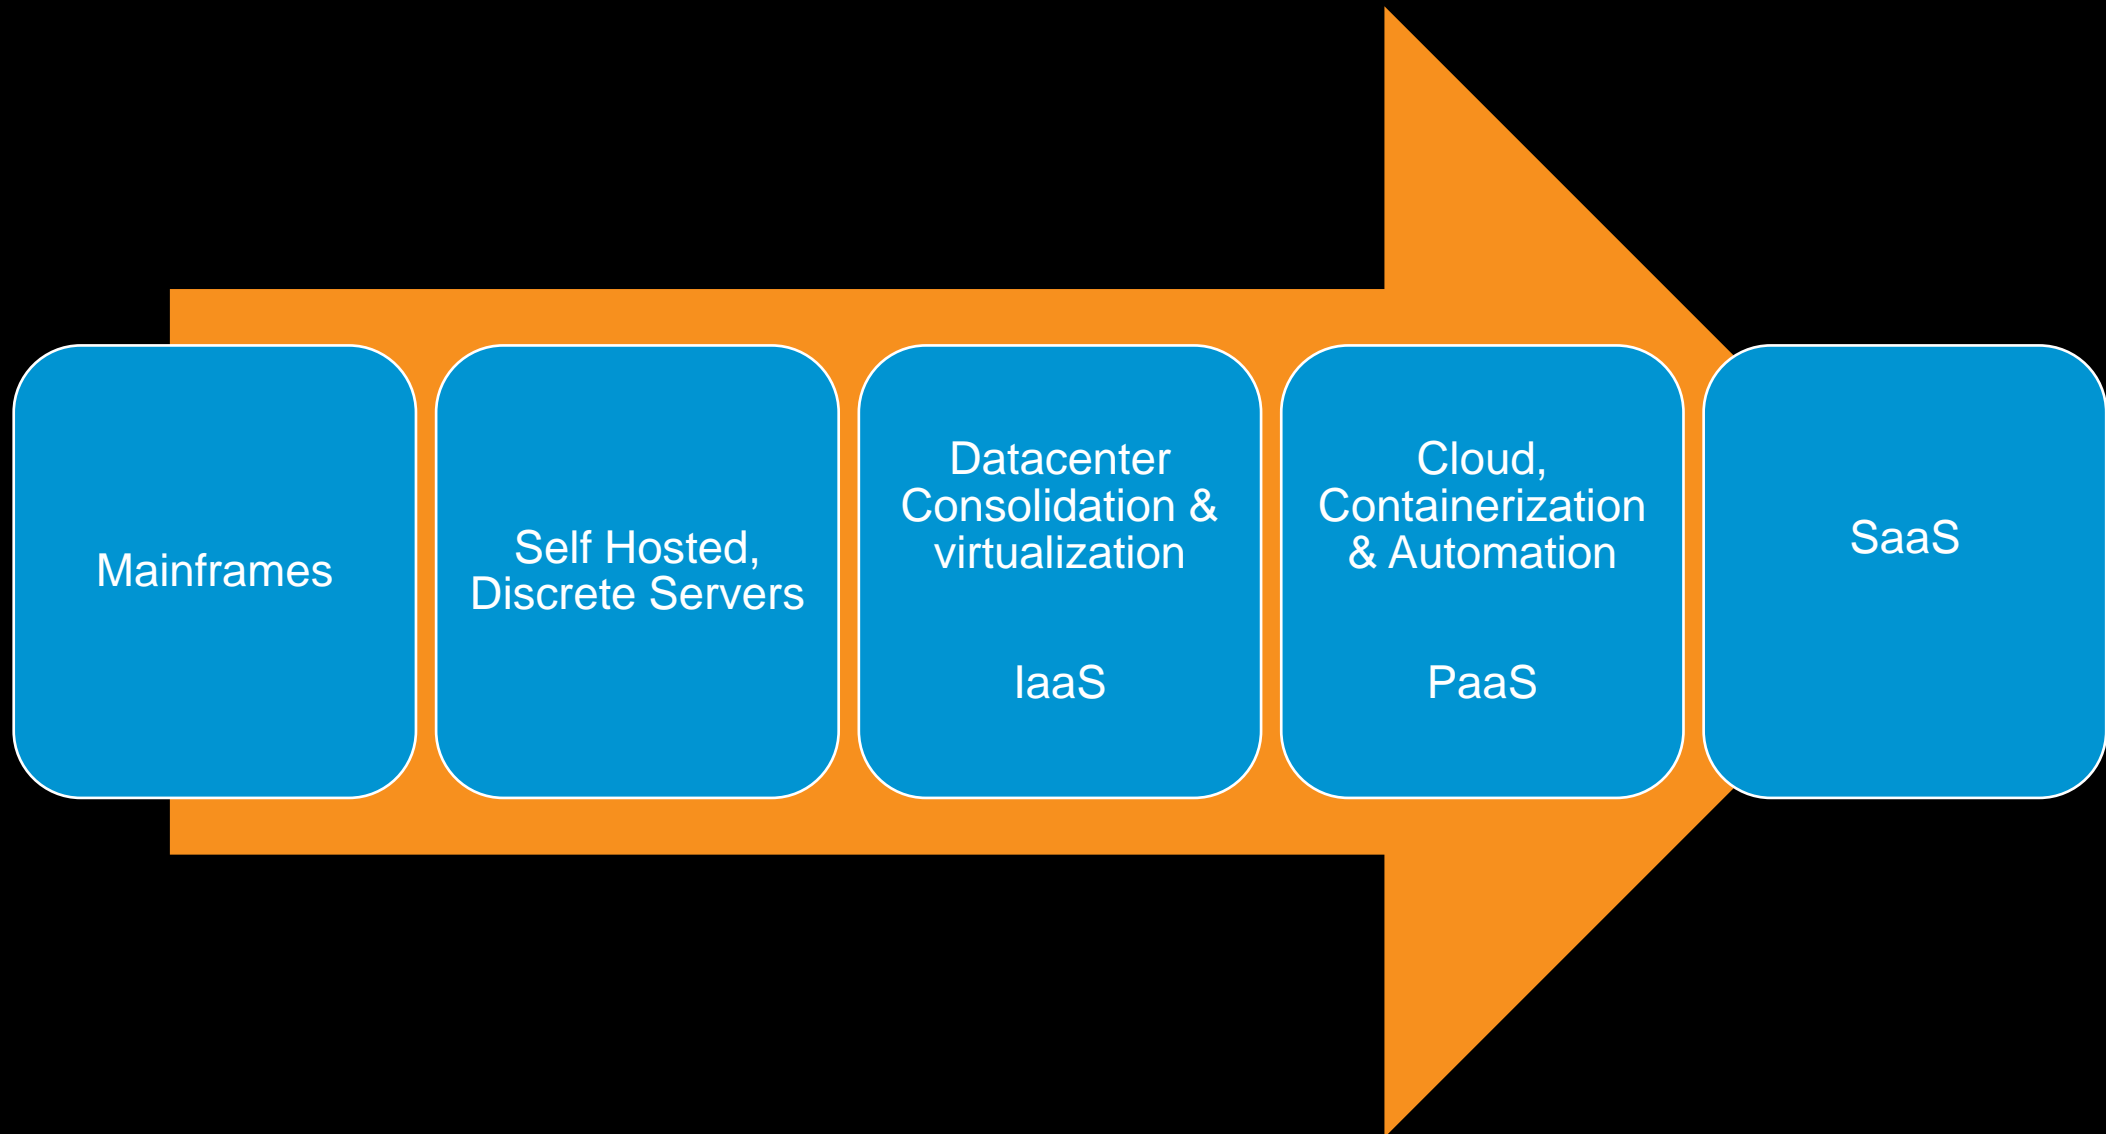 Mainframes
Self Hosted,
Discrete Servers
Datacenter
Consolidation &
virtualization
IaaS
Cloud,
Containerization
& Automation
PaaS
SaaS